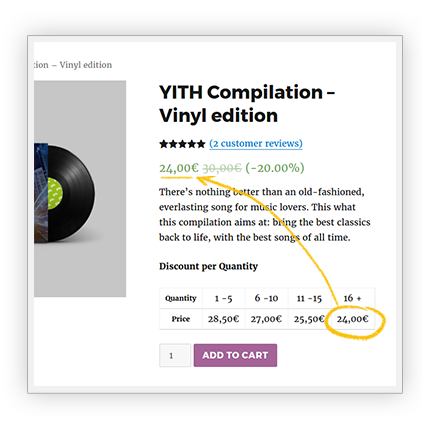 tion – Vinyl edition
YITH Compilation –
Vinyl edition
★★★★★ (2 customer reviews)
24,00€ 30,00€ (-20.00%)
There's nothing better than an old-fashioned,
everlasting song for music lovers. This what
this compilation aims at: bring the best classics
back to life, with the best songs of all time.
Discount per Quantity
Quantity 1 -5 6 -10 11 -15 16 +
Price 28,50€ 27,00€ 25,50€ 24,00€
1 ADD TO CART